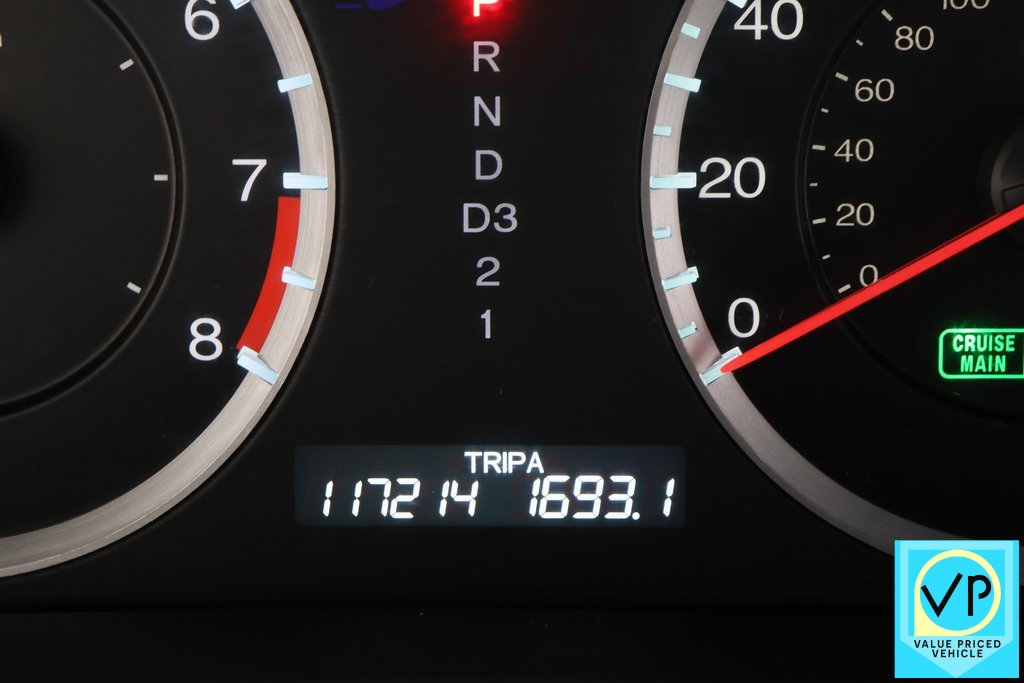 6
7
8
P
R
N
D
D3
2
1
40
20
0
100
80
60
40
20
0
CRUISE
MAIN
TRIP A
117214 1693.1
VP
VALUE PRICED
VEHICLE